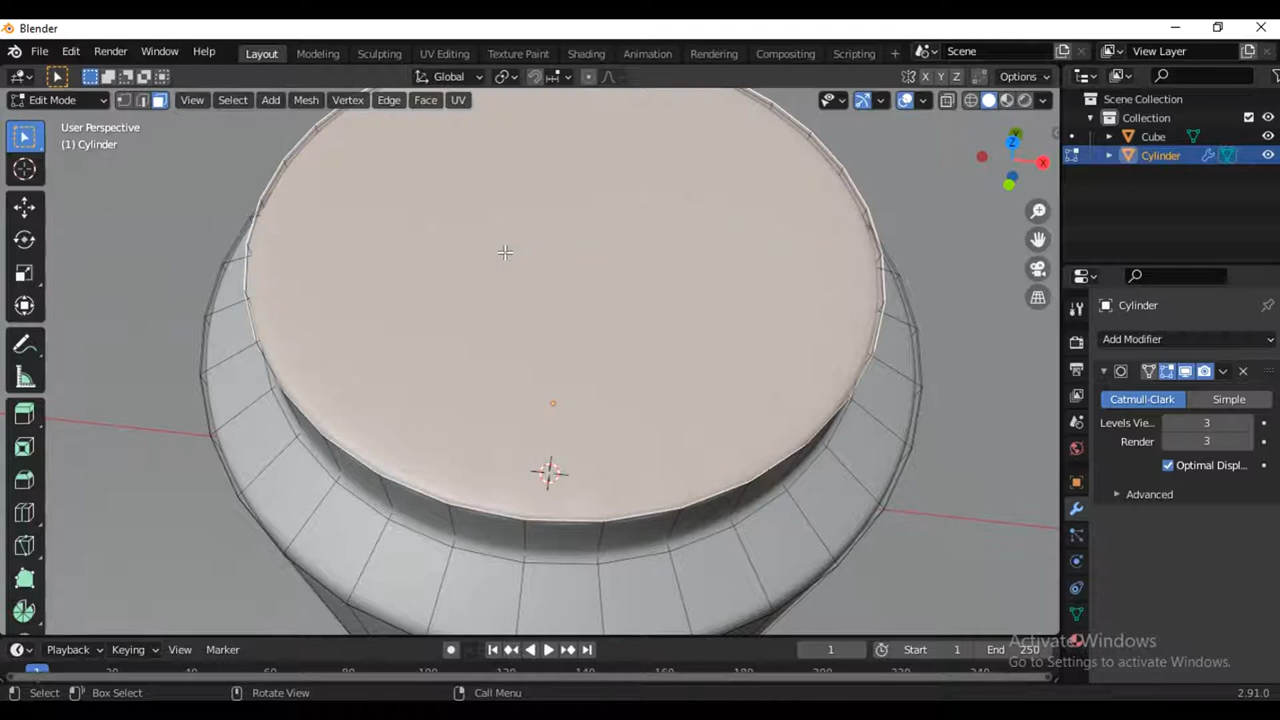 Blender
File Edit Render Window Help Layout Modeling Sculpting UV Editing Texture Paint Shading Animation Rendering Compositing Scripting + Scene View Layer
Global X Y Z Options
Edit Mode View Select Add Mesh Vertex Edge Face UV
Scene Collection
Collection
Cube
Cylinder
User Perspective
(1) Cylinder
Y
Z
X
Cylinder
Add Modifier
Catmull-Clark Simple
Levels Vie... 3
Render 3
Optimal Displ...
Advanced
Activate Windows
Go to Settings to activate Windows.
Playback Keying View Marker 1 Start 1 End 250
1
Select Box Select Rotate View Call Menu 2.91.0